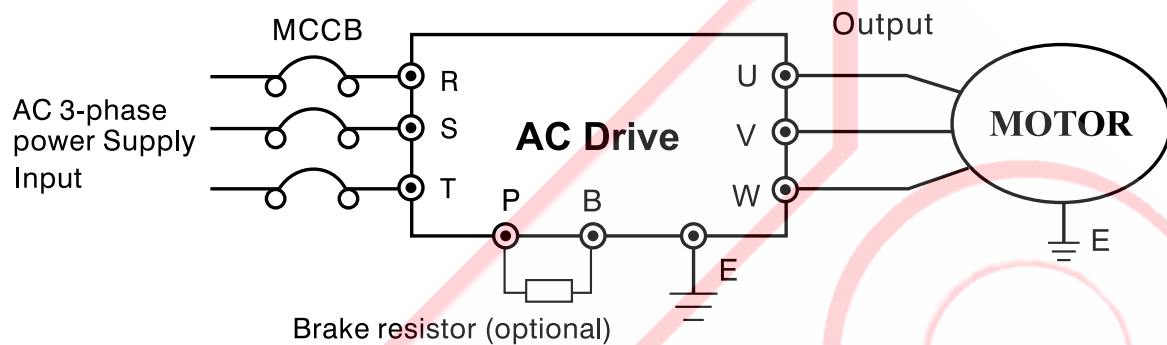 MCCB
Output
AC 3-phase
power Supply
Input
R
S
T
AC Drive
U
V
W
MOTOR
P
B
E
E
Brake resistor (optional)